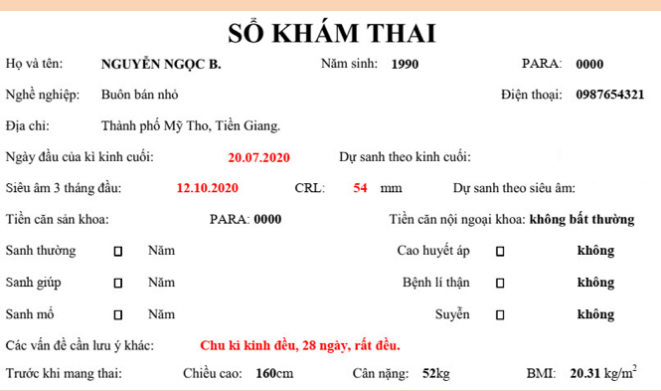 SỔ KHÁM THAI
Họ và tên: NGUYỄN NGỌC B. Năm sinh: 1990 PARA: 0000
Nghề nghiệp: Buôn bán nhỏ Điện thoại: 0987654321
Địa chỉ: Thành phố Mỹ Tho, Tiền Giang.
Ngày đầu của kì kinh cuối: 20.07.2020 Dự sanh theo kinh cuối:
Siêu âm 3 tháng đầu: 12.10.2020 CRL: 54 mm Dự sanh theo siêu âm:
Tiền căn sản khoa: PARA: 0000 Tiền căn nội ngoại khoa: không bất thường
Sanh thường □ Năm Cao huyết áp □ không
Sanh giúp □ Năm Bệnh lí thận □ không
Sanh mổ □ Năm Suyễn □ không
Các vấn đề cần lưu ý khác: Chu kì kinh đều, 28 ngày, rất đều.
Trước khi mang thai: Chiều cao: 160cm Cân nặng: 52kg BMI: 20.31 kg/m²